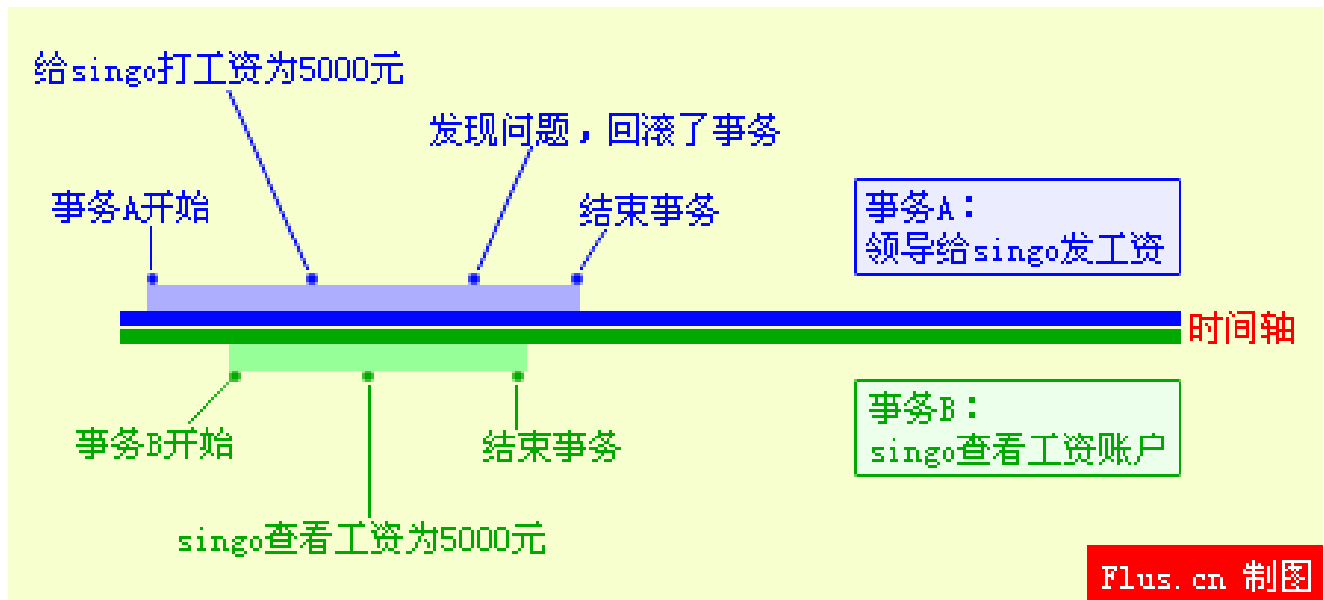 给singo打工资为5000元
发现问题，回滚了事务
事务A开始
结束事务
事务A：
领导给singo发工资
时间轴
事务B：
singo查看工资账户
事务B开始
结束事务
singo查看工资为5000元
Flus.cn 制图